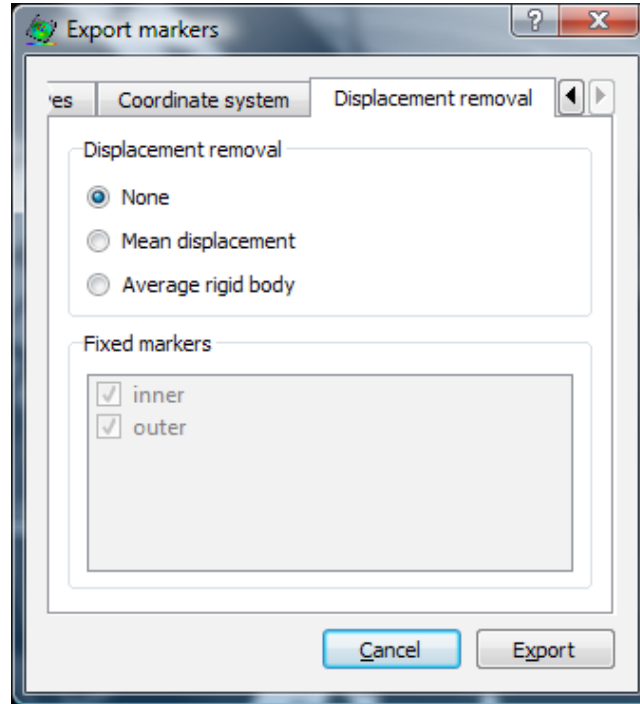 Export markers
Coordinate system
Displacement removal
Displacement removal
None
Mean displacement
Average rigid body
Fixed markers
inner
outer
Cancel
Export